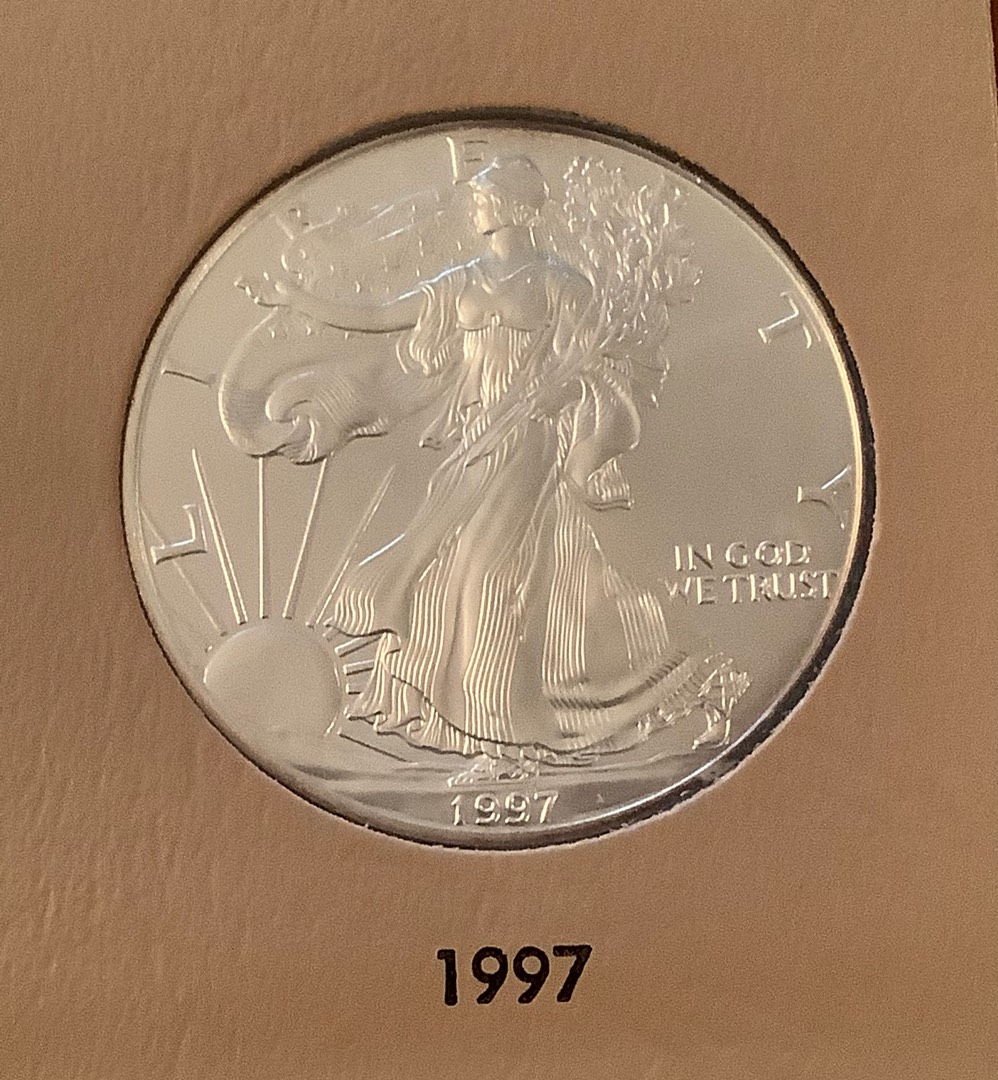 LIBERTY
IN GOD
WE TRUST
1997
1997